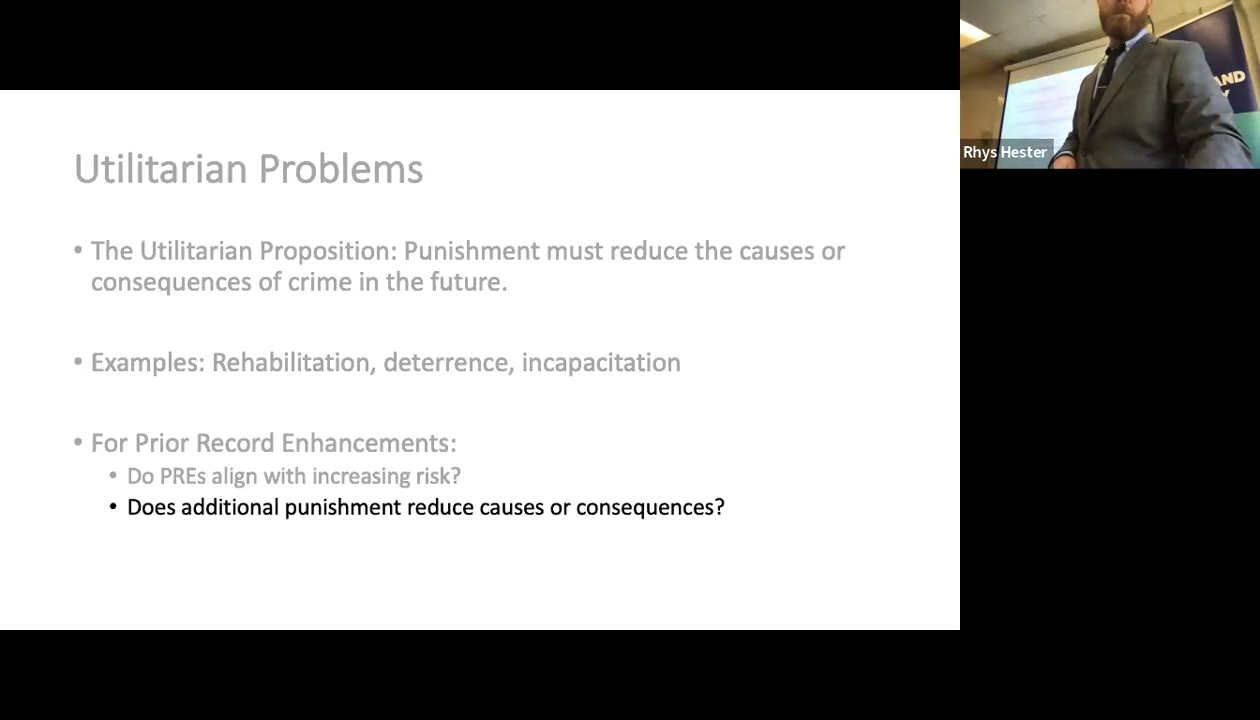 Utilitarian Problems
• The Utilitarian Proposition: Punishment must reduce the causes or
consequences of crime in the future.
• Examples: Rehabilitation, deterrence, incapacitation
• For Prior Record Enhancements:
• Do PREs align with increasing risk?
• Does additional punishment reduce causes or consequences?
Rhys Hester